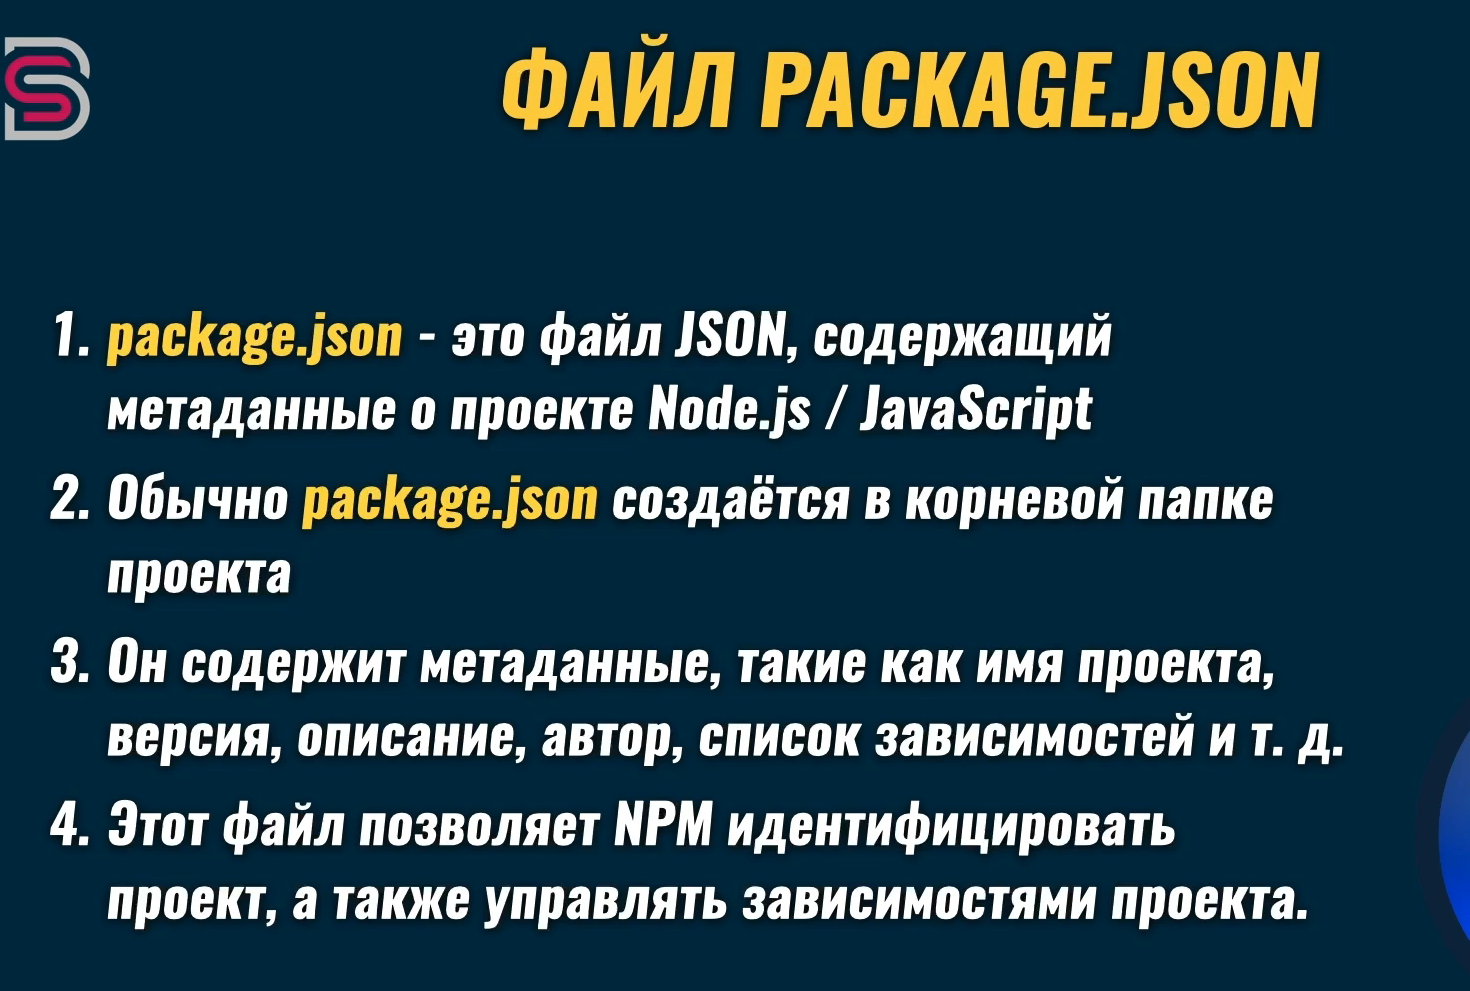 ФАЙЛ PACKAGE.JSON
1. package.json - это файл JSON, содержащий
метаданные о проекте Node.js / JavaScript
2. Обычно package.json создаётся в корневой папке
проекта
3. Он содержит метаданные, такие как имя проекта,
версия, описание, автор, список зависимостей и т. д.
4. Этот файл позволяет NPM идентифицировать
проект, а также управлять зависимостями проекта.